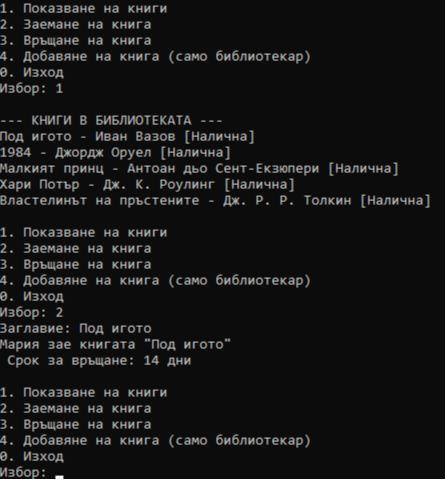 1. Показване на книги
2. Заемане на книга
3. Връщане на книга
4. Добавяне на книга (само библиотекар)
0. Изход
Избор: 1
--- КНИГИ В БИБЛИОТЕКАТА ---
Под игото - Иван Вазов [Налична]
1984 - Джордж Оруел [Налична]
Малкият принц - Антоан дьо Сент-Екзюпери [Налична]
Хари Потър - Дж. К. Роулинг [Налична]
Властелинът на пръстените - Дж. Р. Р. Толкин [Налична]
1. Показване на книги
2. Заемане на книга
3. Връщане на книга
4. Добавяне на книга (само библиотекар)
0. Изход
Избор: 2
Заглавие: Под игото
Мария зае книгата "Под игото"
Срок за връщане: 14 дни
1. Показване на книги
2. Заемане на книга
3. Връщане на книга
4. Добавяне на книга (само библиотекар)
0. Изход
Избор: